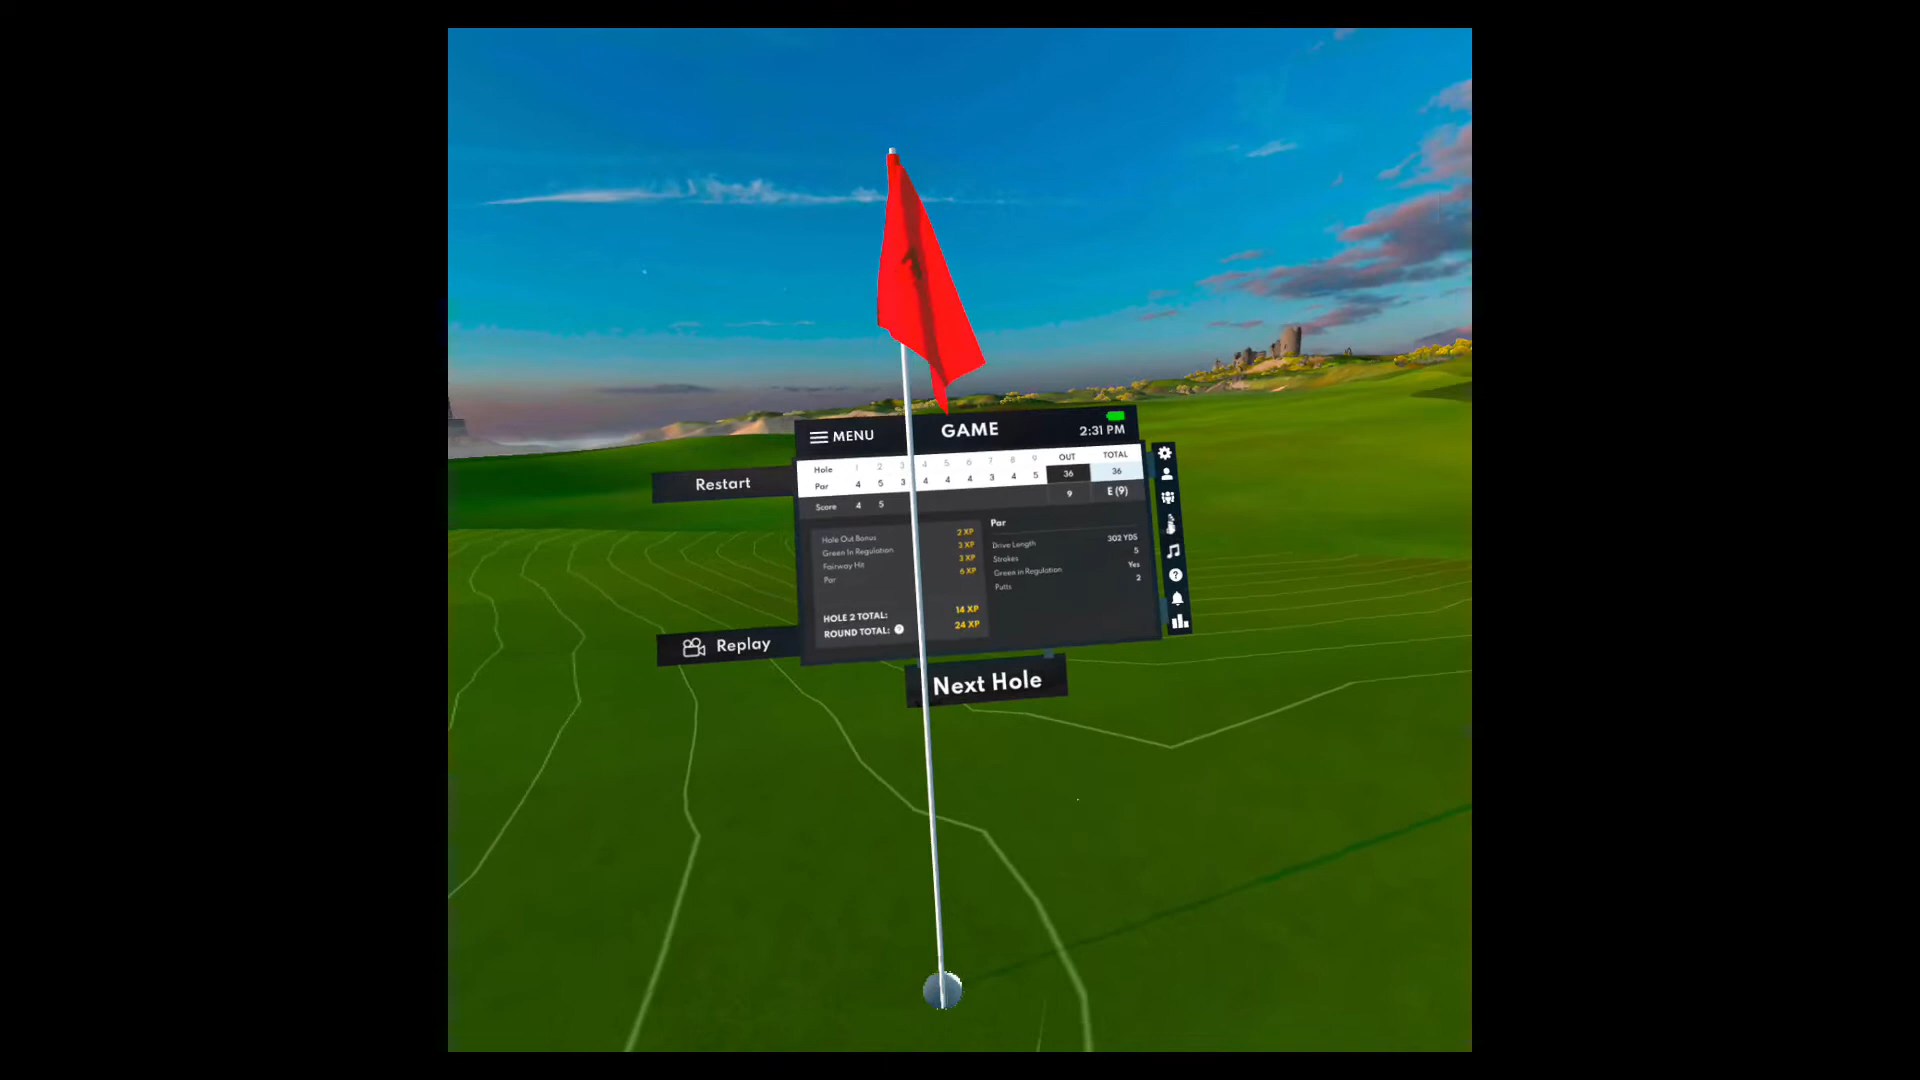 MENU GAME 2:31 PM
Hole 1 2 3 4 5 6 7 8 9 OUT TOTAL
Par 4 5 3 4 4 4 3 4 5 36 36
Score 4 5 9 E (9)
Restart
Hole Out Bonus 2 XP
Green In Regulation 3 XP
Fairway Hit 3 XP
Par 6 XP
HOLE 2 TOTAL: 14 XP
ROUND TOTAL: ? 24 XP
Par
Drive Length 302 YDS
Strokes 5
Green in Regulation Yes
Putts 2
?
Replay
Next Hole